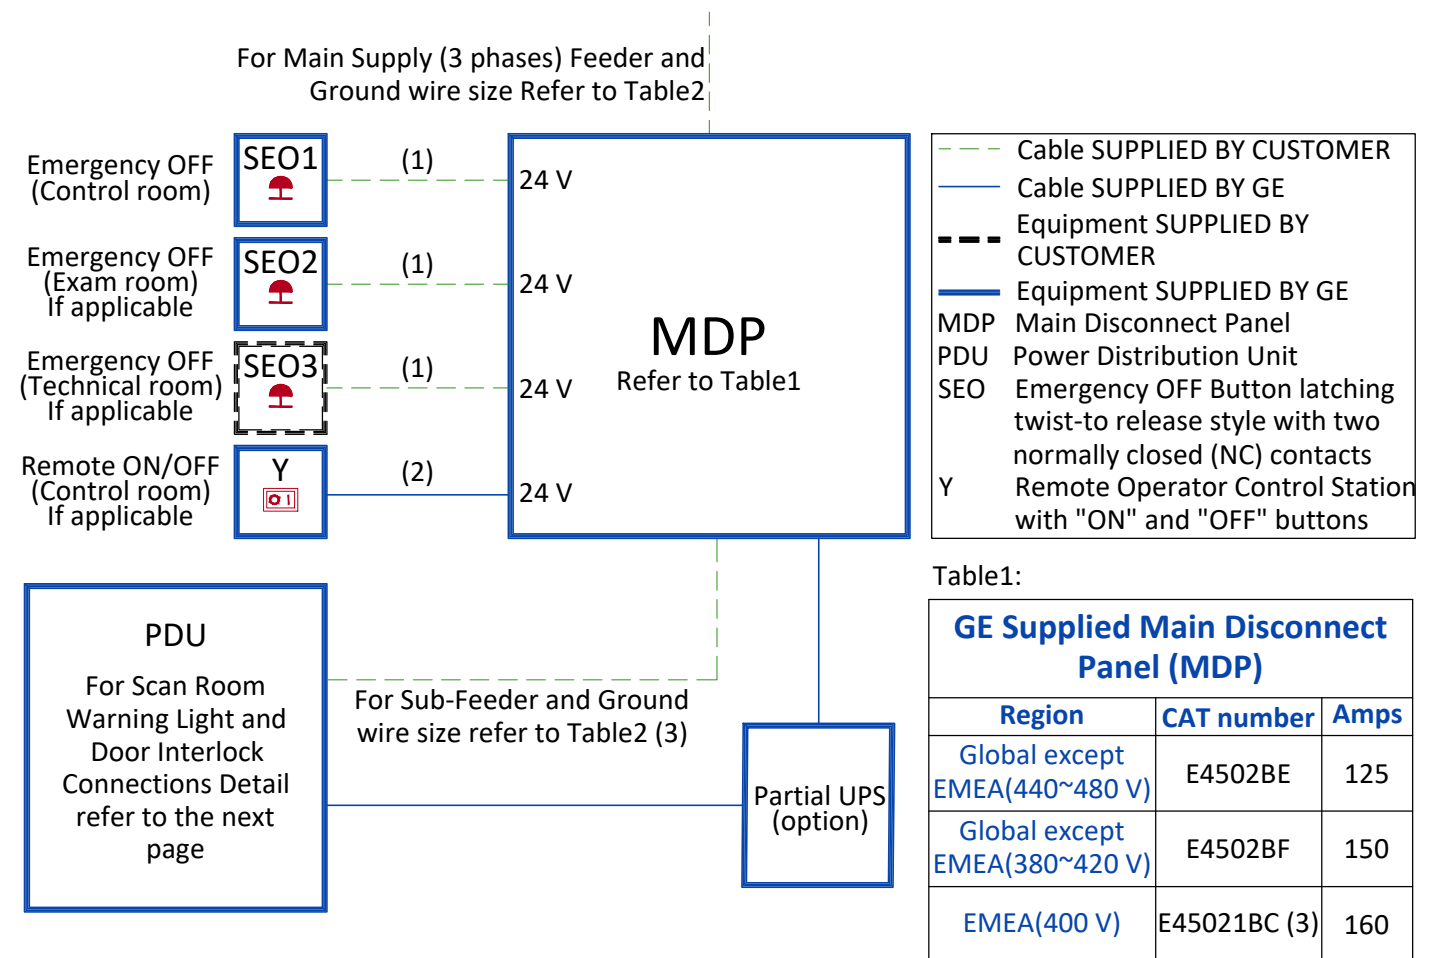 For Main Supply (3 phases) Feeder and
Ground wire size Refer to Table2
Emergency OFF
(Control room)
SEO1
(1)
24 V
Emergency OFF
(Exam room)
If applicable
SEO2
(1)
24 V
Emergency OFF
(Technical room)
If applicable
SEO3
(1)
24 V
Remote ON/OFF
(Control room)
If applicable
Y
(2)
24 V
MDP
Refer to Table1
Cable SUPPLIED BY CUSTOMER
Cable SUPPLIED BY GE
Equipment SUPPLIED BY
CUSTOMER
Equipment SUPPLIED BY GE
MDP Main Disconnect Panel
PDU Power Distribution Unit
SEO Emergency OFF Button latching
twist-to release style with two
normally closed (NC) contacts
Y Remote Operator Control Station
with "ON" and "OFF" buttons
PDU
For Scan Room
Warning Light and
Door Interlock
Connections Detail
refer to the next
page
For Sub-Feeder and Ground
wire size refer to Table2 (3)
Partial UPS
(option)
Table1:
GE Supplied Main Disconnect
Panel (MDP)
Region CAT number Amps
Global except
EMEA(440~480 V) E4502BE 125
Global except
EMEA(380~420 V) E4502BF 150
EMEA(400 V) E45021BC (3) 160